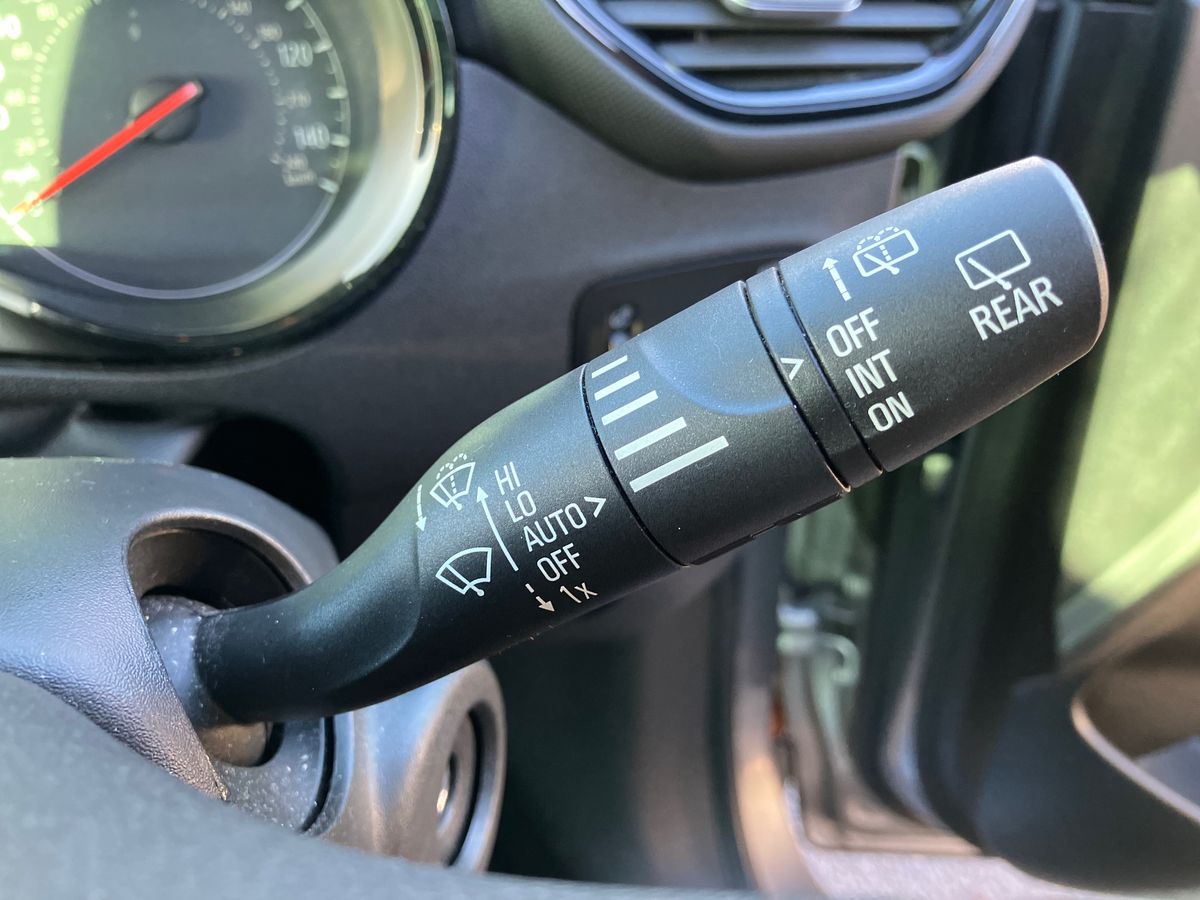 120
140
OFF
INT
ON
REAR
HI
LO
AUTO >
OFF
1x